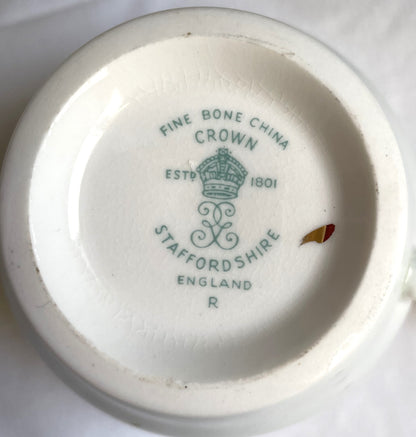 FINE BONE CHINA
CROWN
ESTD 1801
STAFFORDSHIRE
ENGLAND
R